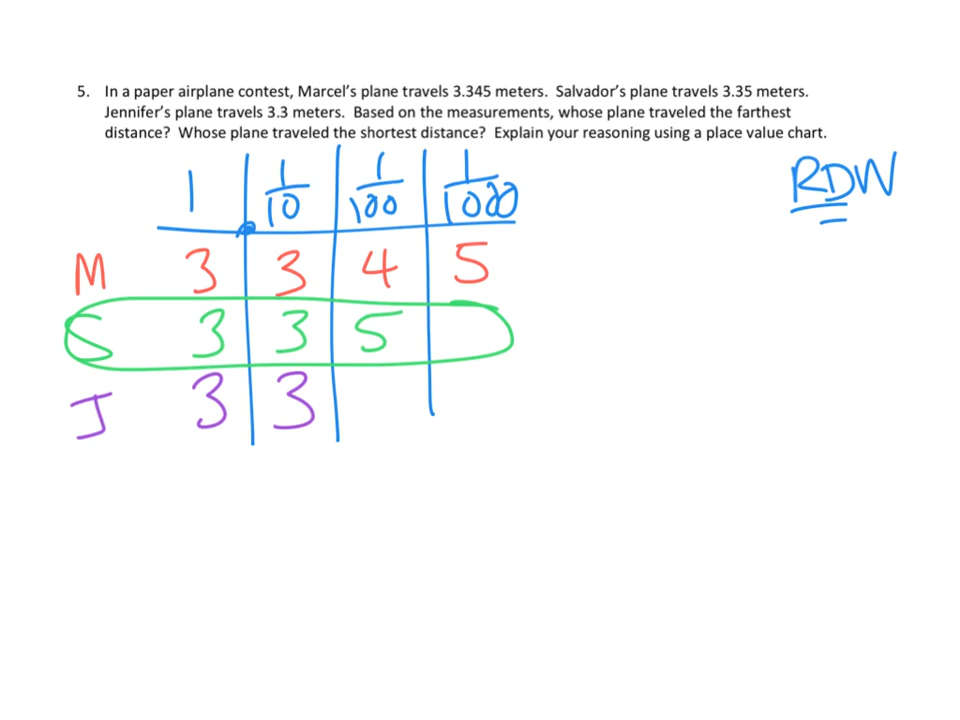 5. In a paper airplane contest, Marcel's plane travels 3.345 meters. Salvador's plane travels 3.35 meters.
Jennifer's plane travels 3.3 meters. Based on the measurements, whose plane traveled the farthest
distance? Whose plane traveled the shortest distance? Explain your reasoning using a place value chart.
RDW
1 1/10 1/100 1/1000
M 3 3 4 5
S 3 3 5
J 3 3